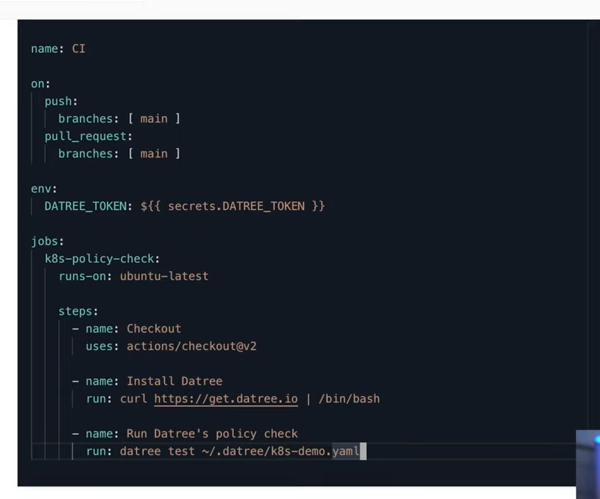 name: CI
on:
push:
branches: [ main ]
pull_request:
branches: [ main ]
env:
DATREE_TOKEN: ${{ secrets.DATREE_TOKEN }}
jobs:
k8s-policy-check:
runs-on: ubuntu-latest
steps:
- name: Checkout
uses: actions/checkout@v2
- name: Install Datree
run: curl https://get.datree.io | /bin/bash
- name: Run Datree's policy check
run: datree test ~/.datree/k8s-demo.yaml